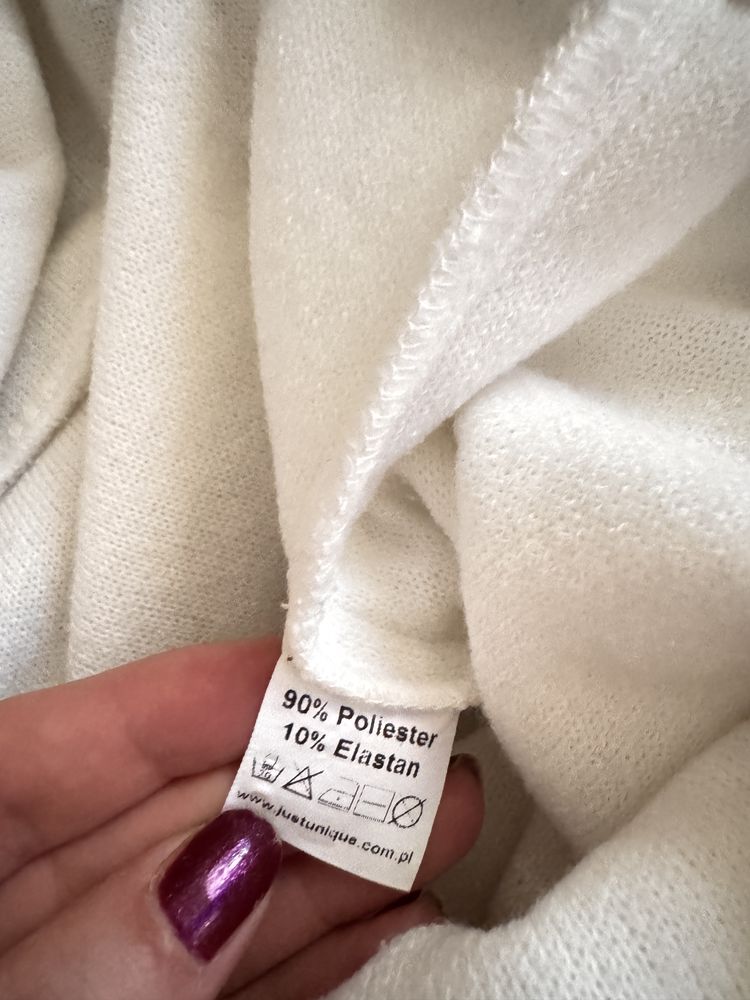 90% Poliester
10% Elastan
www.justunique.com.pl